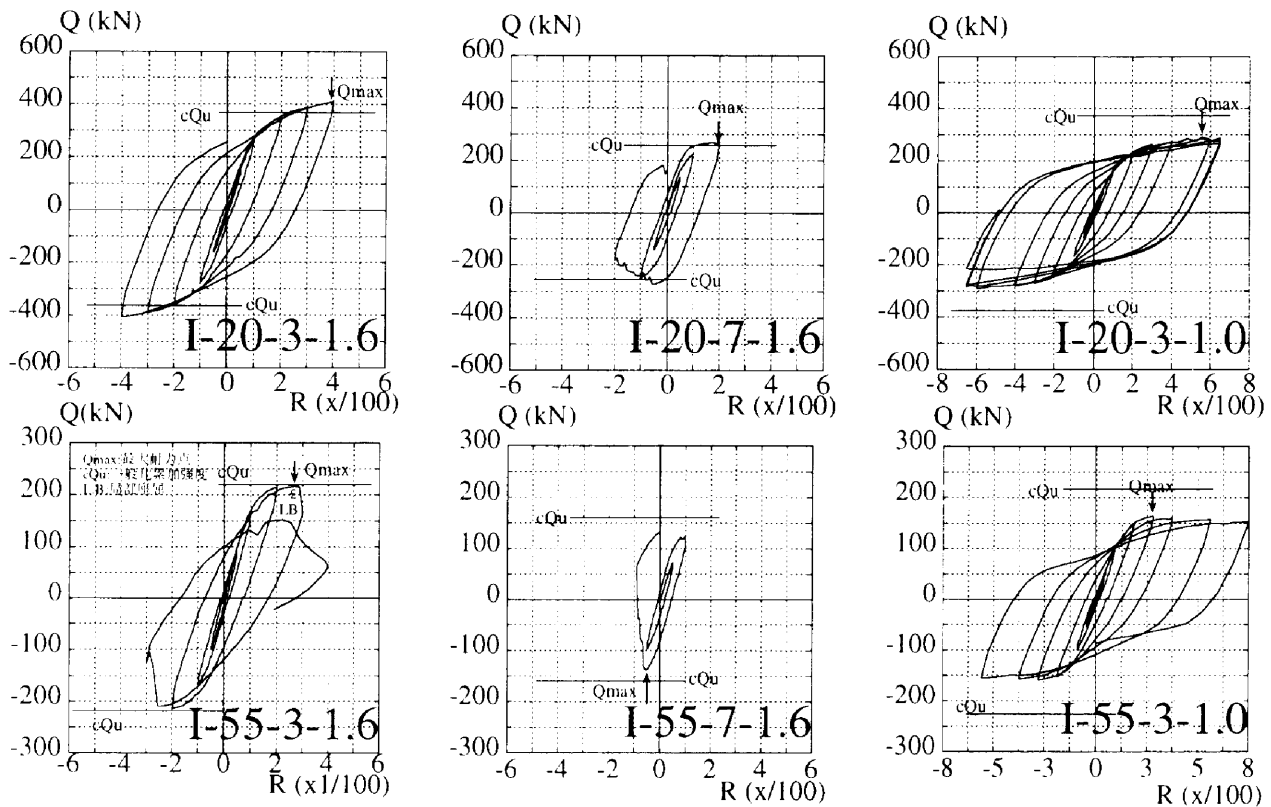 Q (kN)
600
400
200
0
-200
-400
-600
-6 -4 -2 0 2 4 6
R (x/100)
cQu
Qmax
cQu
I-20-3-1.6
Q (kN)
600
400
200
0
-200
-400
-600
-6 -4 -2 0 2 4 6
R (x/100)
Qmax
cQu
cQu
I-20-7-1.6
Q (kN)
600
400
200
0
-200
-400
-600
-8 -6 -4 -2 0 2 4 6 8
R (x/100)
Qmax
cQu
cQu
I-20-3-1.0
Q(kN)
300
200
100
0
-100
-200
-300
-6 -4 -2 0 2 4 6
R (x1/100)
Qmax
cQu
cQu
Qmax
LB
cQu
I-55-3-1.6
Q (kN)
300
200
100
0
-100
-200
-300
-6 -4 -2 0 2 4 6
R (x/100)
cQu
Qmax
cQu
I-55-7-1.6
Q (kN)
300
200
100
0
-100
-200
-300
-8 -5 -3 0 3 5 8
R (x/100)
cQu
Qmax
cQu
I-55-3-1.0